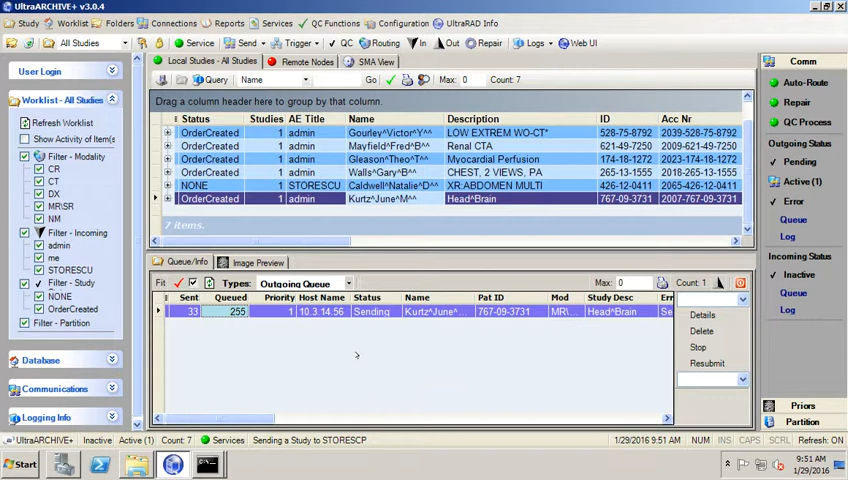 UltraARCHIVE+ v3.0.4
Study Worklist Folders Connections Reports Services QC Functions Configuration UltraRAD Info
All Studies Service Send Trigger QC Routing In Out Repair Logs Web UI
User Login
Worklist - All Studies
Refresh Worklist
Show Activity of Item(s)
Filter - Modality
CR
CT
DX
MR\SR
NM
Filter - Incoming
admin
me
STORESCU
Filter - Study
NONE
OrderCreated
Filter - Partition
Database
Communications
Logging Info
Local Studies - All Studies Remote Nodes SMA View
Query Name Go Max: 0 Count: 7
Drag a column header here to group by that column.
Status Studies AE Title Name Description ID Acc Nr
OrderCreated 1 admin Gourley^Victor^Y^^ LOW EXTREM WO-CT* 528-75-8792 2039-528-75-8792
OrderCreated 1 admin Mayfield^Fred^B^^ Renal CTA 621-49-7250 2024-621-49-7250
OrderCreated 1 admin Gleason^Theo^T^^ Myocardial Perfusion 174-18-1272 2023-174-18-1272
OrderCreated 1 admin Walls^Gary^B^^ CHEST, 2 VIEWS, PA 265-13-1555 2018-265-13-1555
NONE 1 STORESCU Caldwell^Natalie^D^^ XR:ABDOMEN MULTI 426-12-0411 2065-426-12-0411
OrderCreated 1 admin Kurtz^June^M^^ Head^Brain 767-09-3731 2007-767-09-3731
7 items.
Queue/Info Image Preview
Fit Types: Outgoing Queue Max: 0 Count: 1
Sent Queued Priority Host Name Status Name Pat ID Mod Study Desc Err
33 255 1 10.3.14.56 Sending Kurtz^June^... 767-09-3731 MR\... Head^Brain Se
Details
Delete
Stop
Resubmit
Comm
Auto-Route
Repair
QC Process
Outgoing Status
Pending
Active (1)
Error
Queue
Log
Incoming Status
Inactive
Queue
Log
Priors
Partition
UltraARCHIVE+ Inactive Active (1) Count: 7 Services Sending a Study to STORESCP 1/29/2016 9:51 AM NUM INS CAPS SCRL Refresh: ON
Start
9:51 AM
1/29/2016